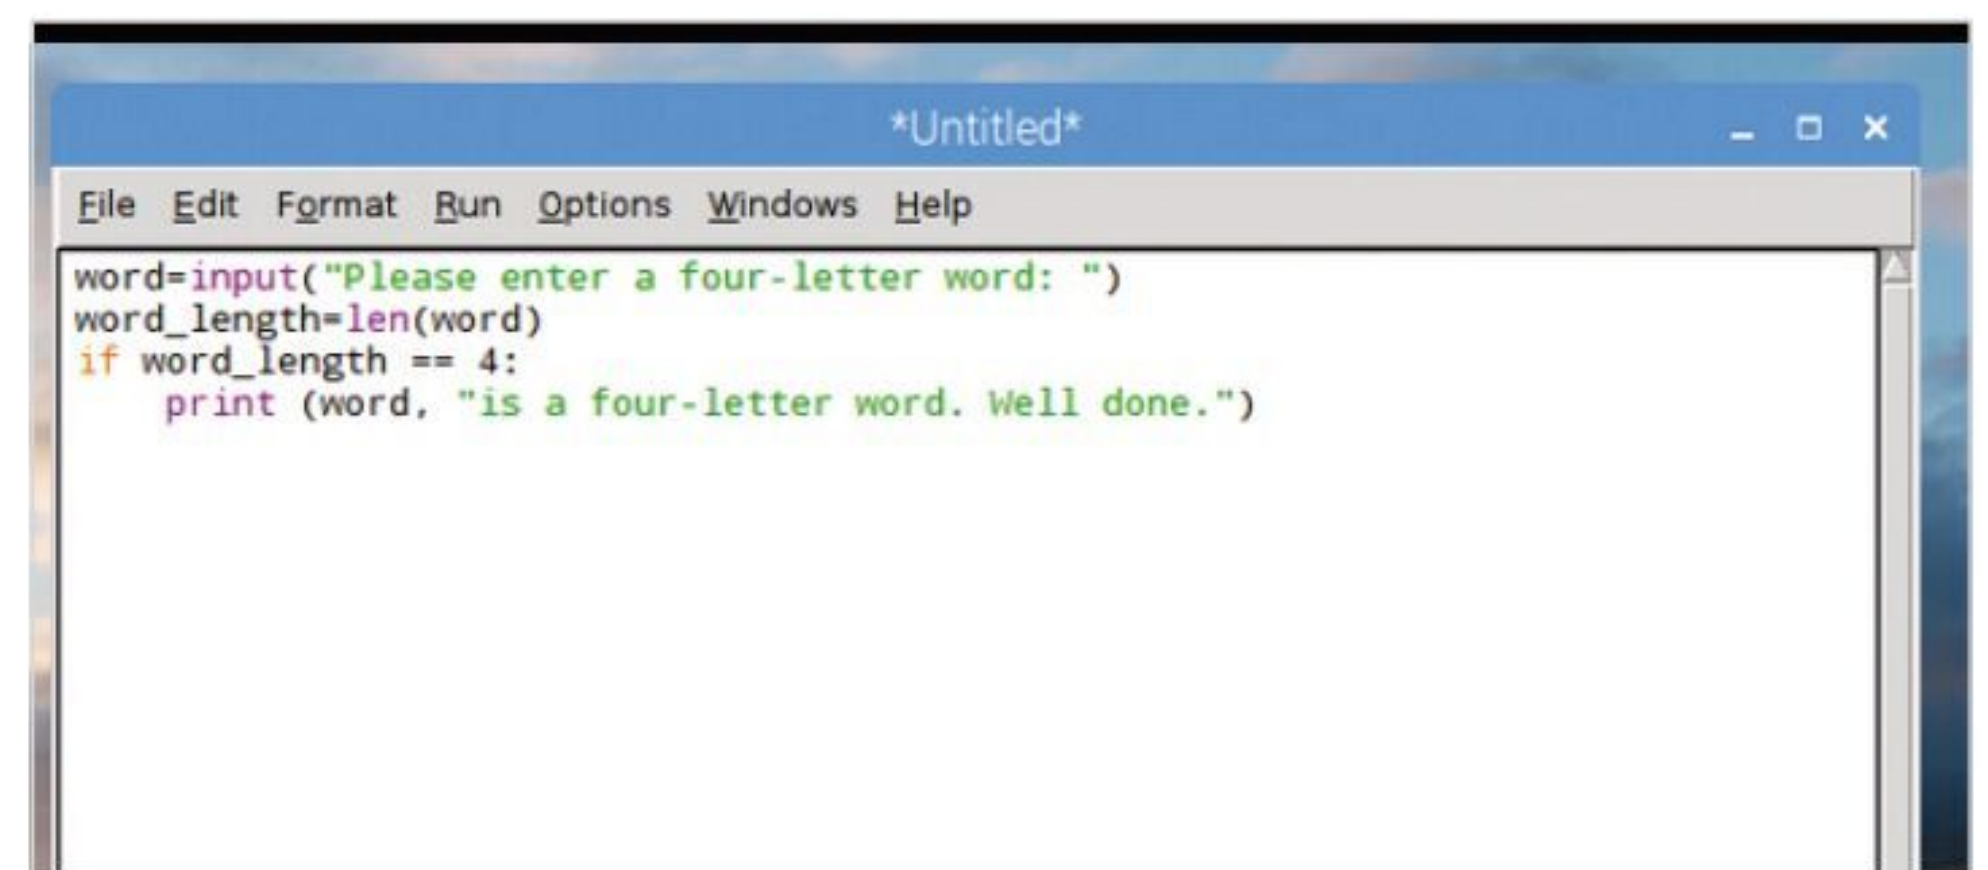 *Untitled*
File Edit Format Run Options Windows Help
word=input("Please enter a four-letter word: ")
word_length=len(word)
if word_length == 4:
    print (word, "is a four-letter word. Well done.")